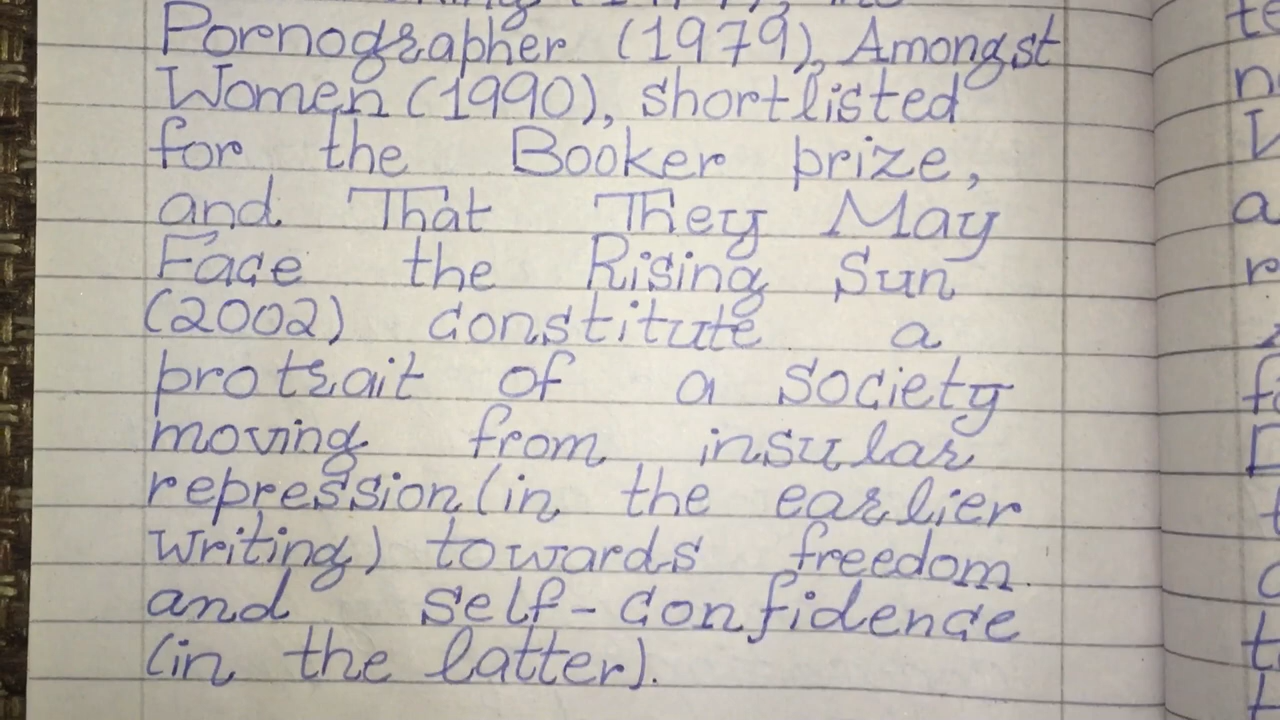 Pornographer (1979), Amongst
Women (1990), shortlisted
for the Booker prize,
and That They May
Face the Rising Sun
(2002) constitute a
protrait of a society
moving from insular
repression (in the earlier
writing) towards freedom
and self-confidence
(in the latter).